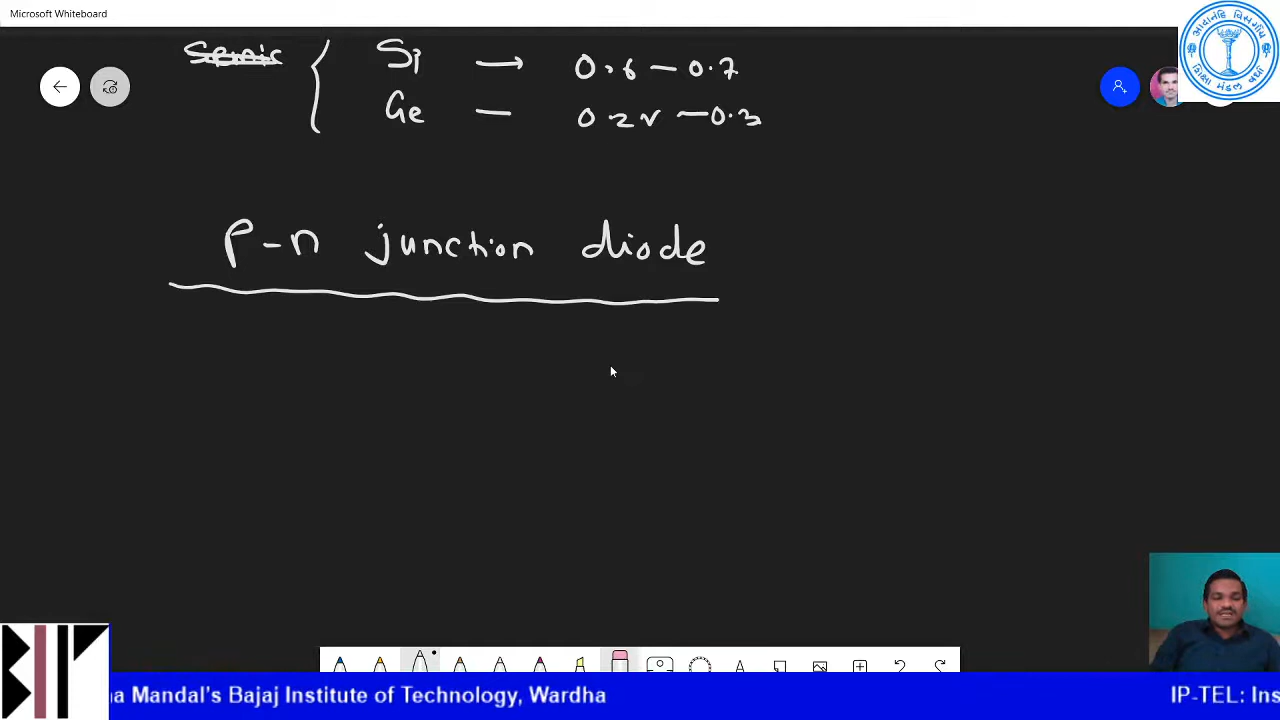 Microsoft Whiteboard
Si → 0.6 - 0.7
Ge - 0.2 - 0.3
P-n junction diode
Mandal's Bajaj Institute of Technology, Wardha
IP-TEL: Ins